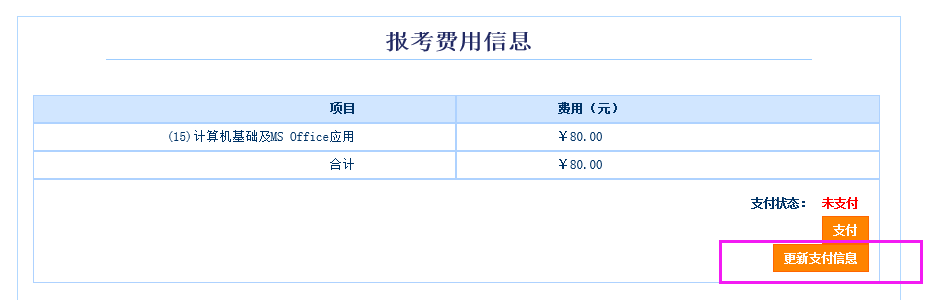 报考费用信息
项目 费用（元）
(15)计算机基础及MS Office应用 ￥80.00
合计 ￥80.00
支付状态： 未支付
支付
更新支付信息